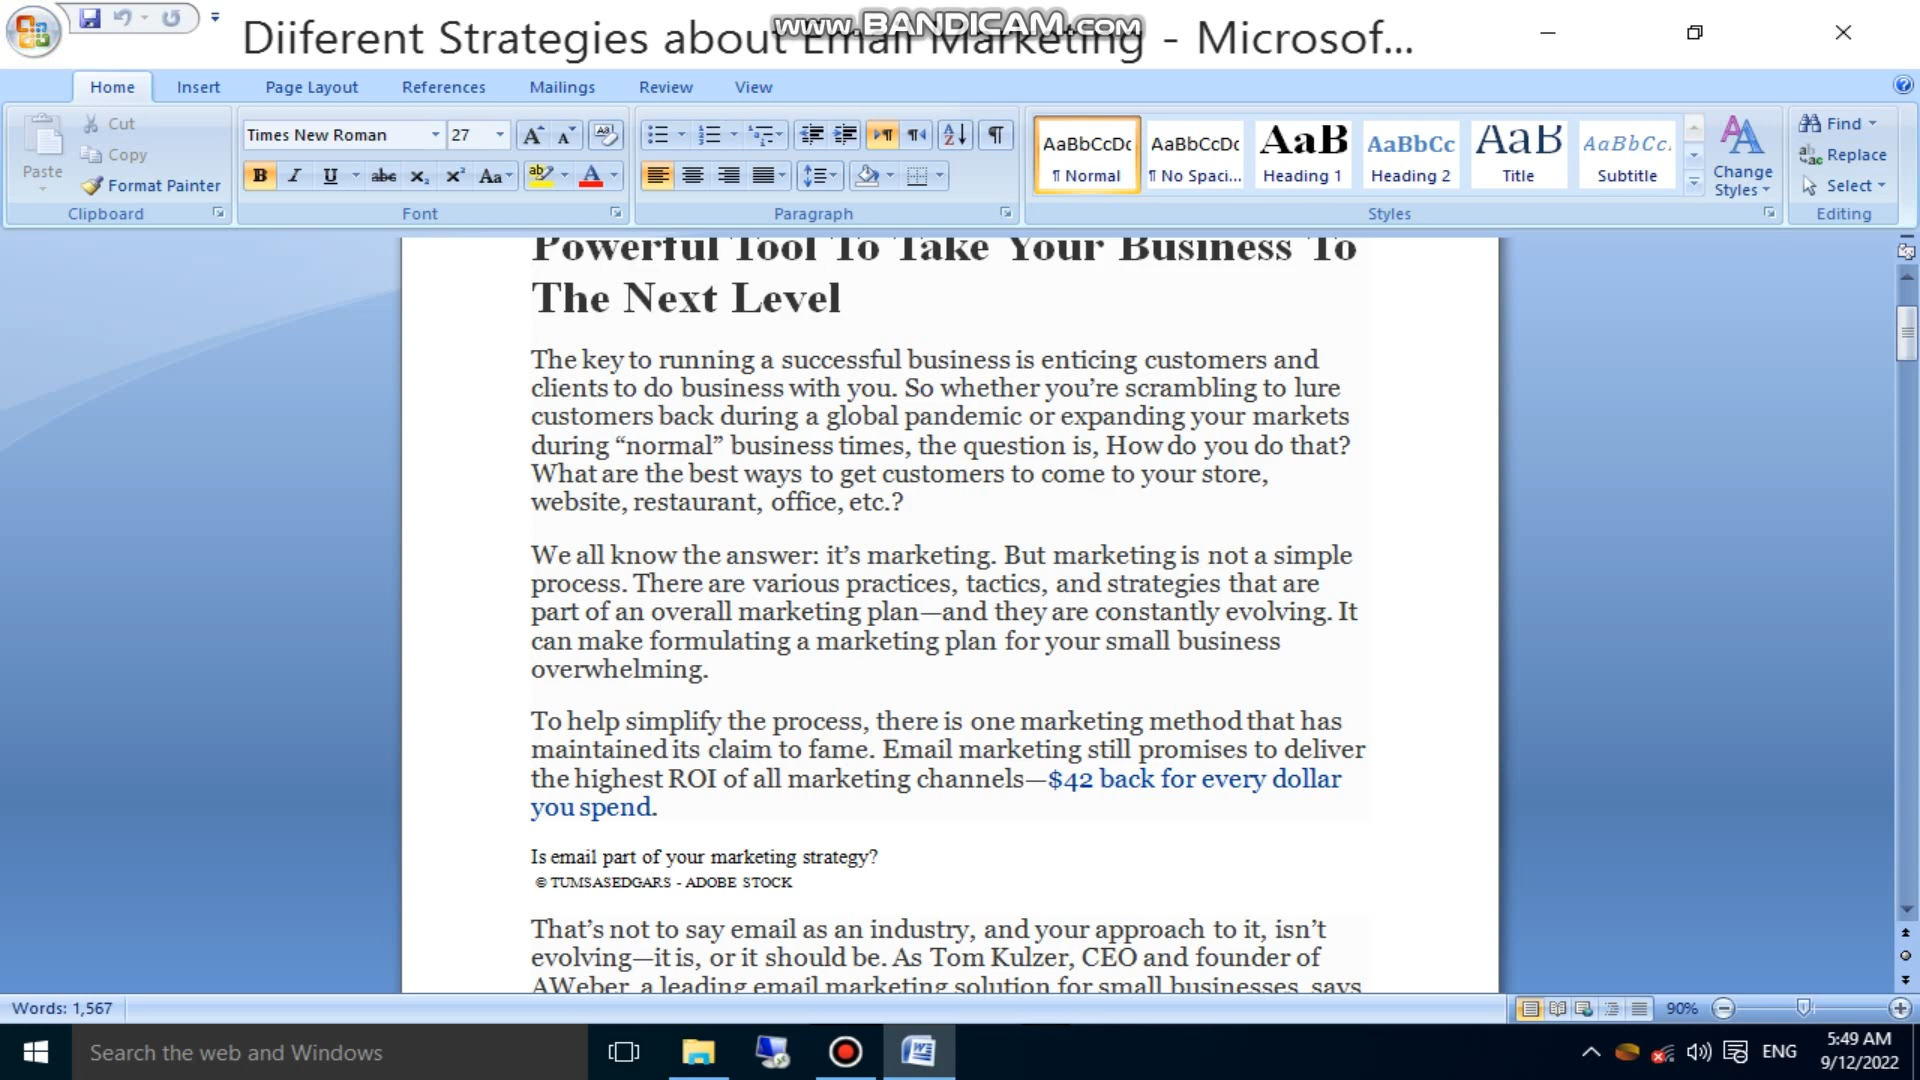 www.BANDICAM.com
Diiferent Strategies about Email Marketing - Microsof...
Home Insert Page Layout References Mailings Review View
Paste
Cut
Copy
Format Painter
Clipboard
Times New Roman 27
Font
Paragraph
AaBbCcDc AaBbCcDc AaB AaBbCc AaB AaBbCc.
¶ Normal ¶ No Spaci... Heading 1 Heading 2 Title Subtitle
Change Styles
Styles
Find
Replace
Select
Editing
Powerful Tool To Take Your Business To
The Next Level
The key to running a successful business is enticing customers and
clients to do business with you. So whether you’re scrambling to lure
customers back during a global pandemic or expanding your markets
during “normal” business times, the question is, How do you do that?
What are the best ways to get customers to come to your store,
website, restaurant, office, etc.?
We all know the answer: it’s marketing. But marketing is not a simple
process. There are various practices, tactics, and strategies that are
part of an overall marketing plan—and they are constantly evolving. It
can make formulating a marketing plan for your small business
overwhelming.
To help simplify the process, there is one marketing method that has
maintained its claim to fame. Email marketing still promises to deliver
the highest ROI of all marketing channels—$42 back for every dollar
you spend.
Is email part of your marketing strategy?
© TUMSASEDGARS - ADOBE STOCK
That’s not to say email as an industry, and your approach to it, isn’t
evolving—it is, or it should be. As Tom Kulzer, CEO and founder of
AWeber, a leading email marketing solution for small businesses, says
Words: 1,567
90%
Search the web and Windows
ENG
5:49 AM
9/12/2022